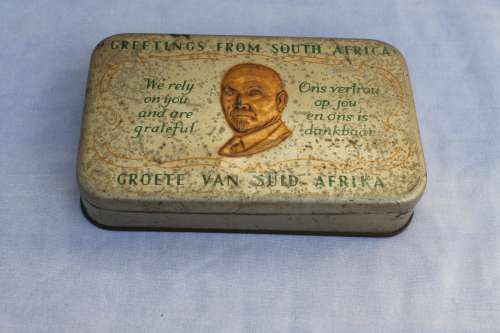 GREETINGS FROM SOUTH AFRICA
We rely
on you
and are
grateful
Ons vertrou
op jou
en ons is
dankbaar
GROETE VAN SUID AFRIKA